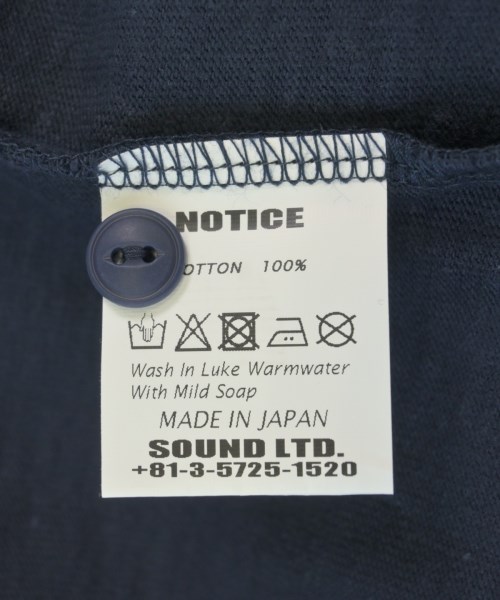 NOTICE
OTTON 100%
Wash In Luke Warmwater
With Mild Soap
MADE IN JAPAN
SOUND LTD.
+81-3-5725-1520